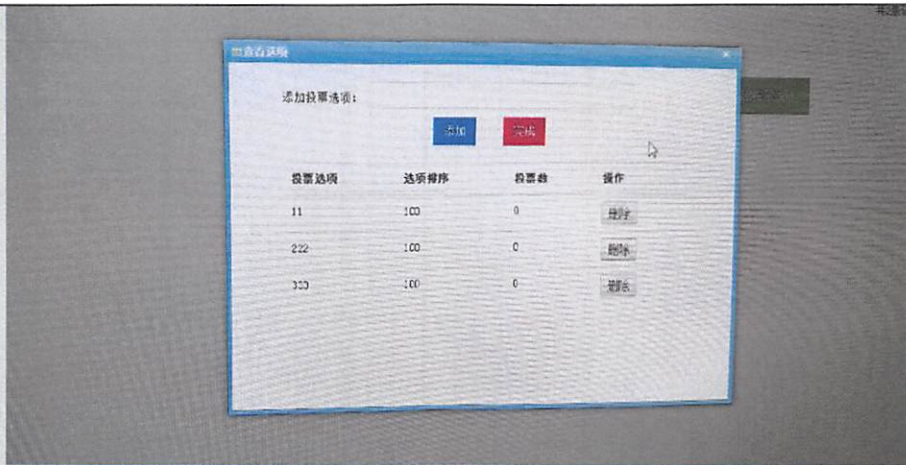 查看选项
添加投票选项:
添加 完成
投票选项 选项排序 投票数 操作
11 100 0 删除
222 100 0 删除
333 100 0 删除